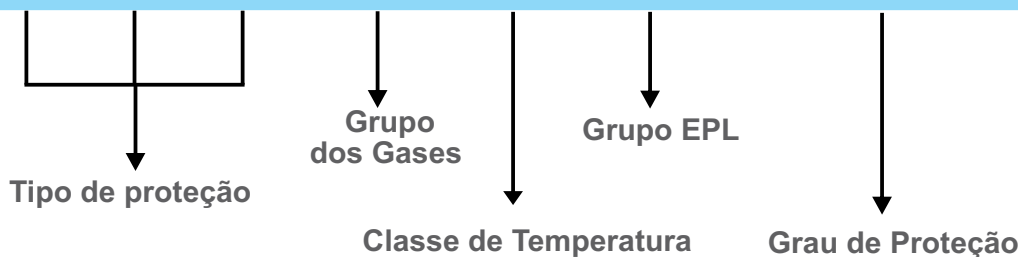 Grupo
dos Gases
Grupo EPL
Tipo de proteção
Classe de Temperatura
Grau de Proteção